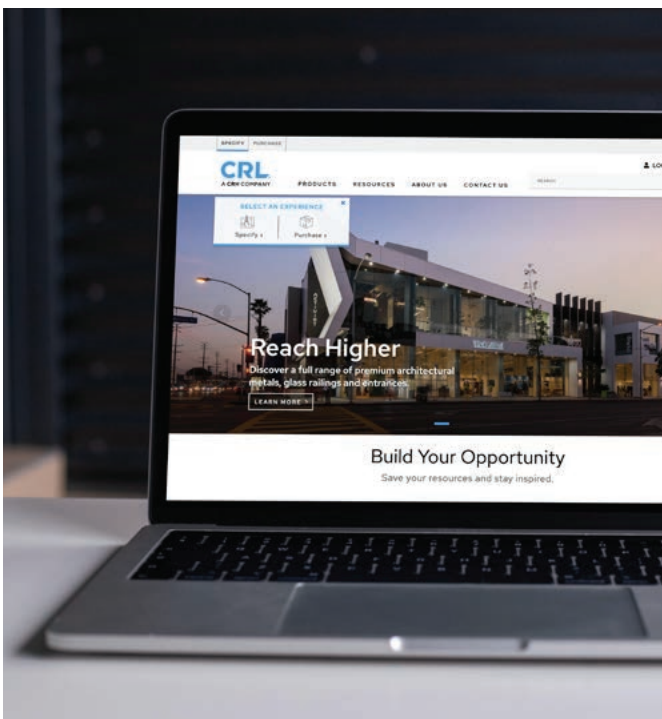 SPECIFY PURCHASE
CRL
A CRH COMPANY
PRODUCTS RESOURCES ABOUT US CONTACT US
SEARCH
SELECT AN EXPERIENCE
Specify › Purchase ›
Reach Higher
Discover a full range of premium architectural
metals, glass railings and entrances.
LEARN MORE >
Build Your Opportunity
Save your resources and stay inspired.